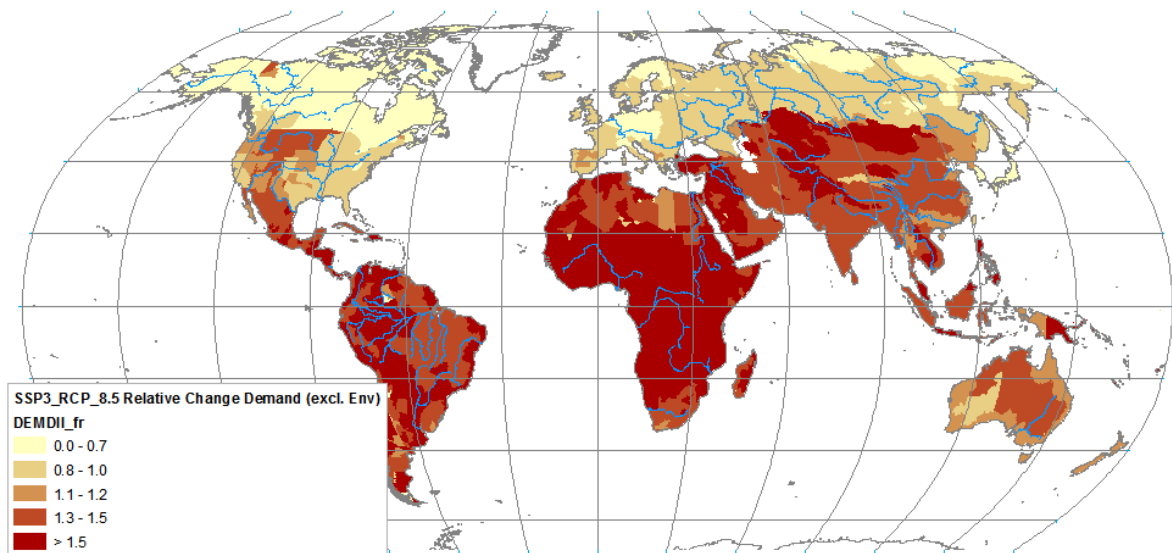 SSP3_RCP_8.5 Relative Change Demand (excl. Env)
DEMDII_fr
0.0 - 0.7
0.8 - 1.0
1.1 - 1.2
1.3 - 1.5
> 1.5